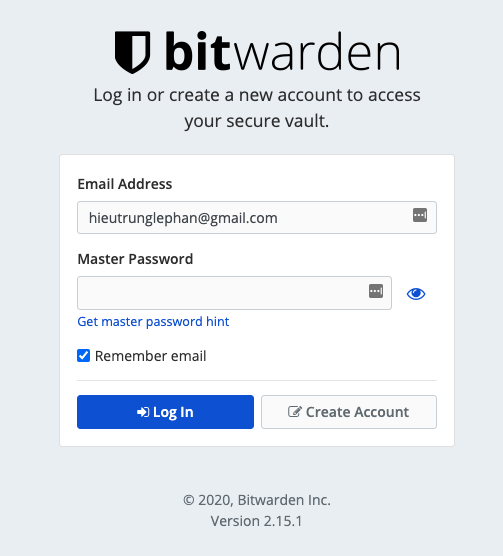 bitwarden
Log in or create a new account to access
your secure vault.
Email Address
hieutrunglephan@gmail.com
Master Password
Get master password hint
Remember email
Log In
Create Account
© 2020, Bitwarden Inc.
Version 2.15.1